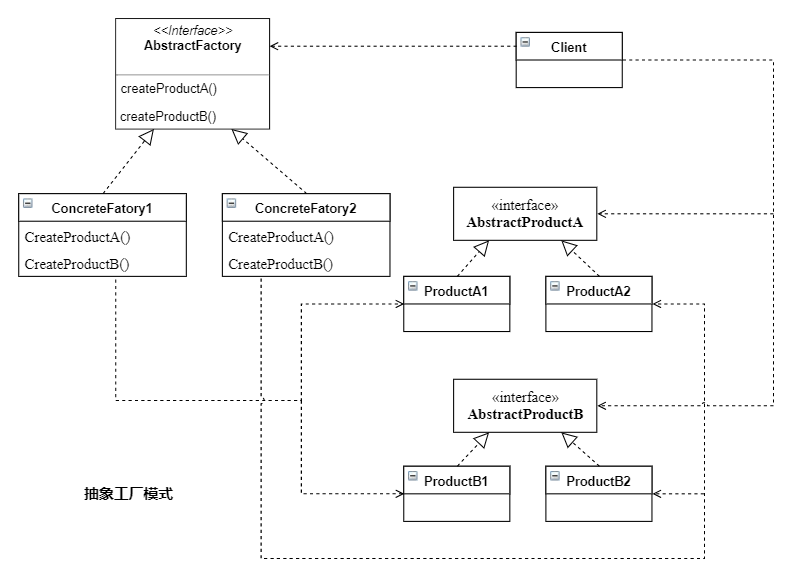 <<Interface>>
AbstractFactory
createProductA()
createProductB()
Client
ConcreteFatory1
CreateProductA()
CreateProductB()
ConcreteFatory2
CreateProductA()
CreateProductB()
«interface»
AbstractProductA
ProductA1
ProductA2
«interface»
AbstractProductB
ProductB1
ProductB2
抽象工厂模式